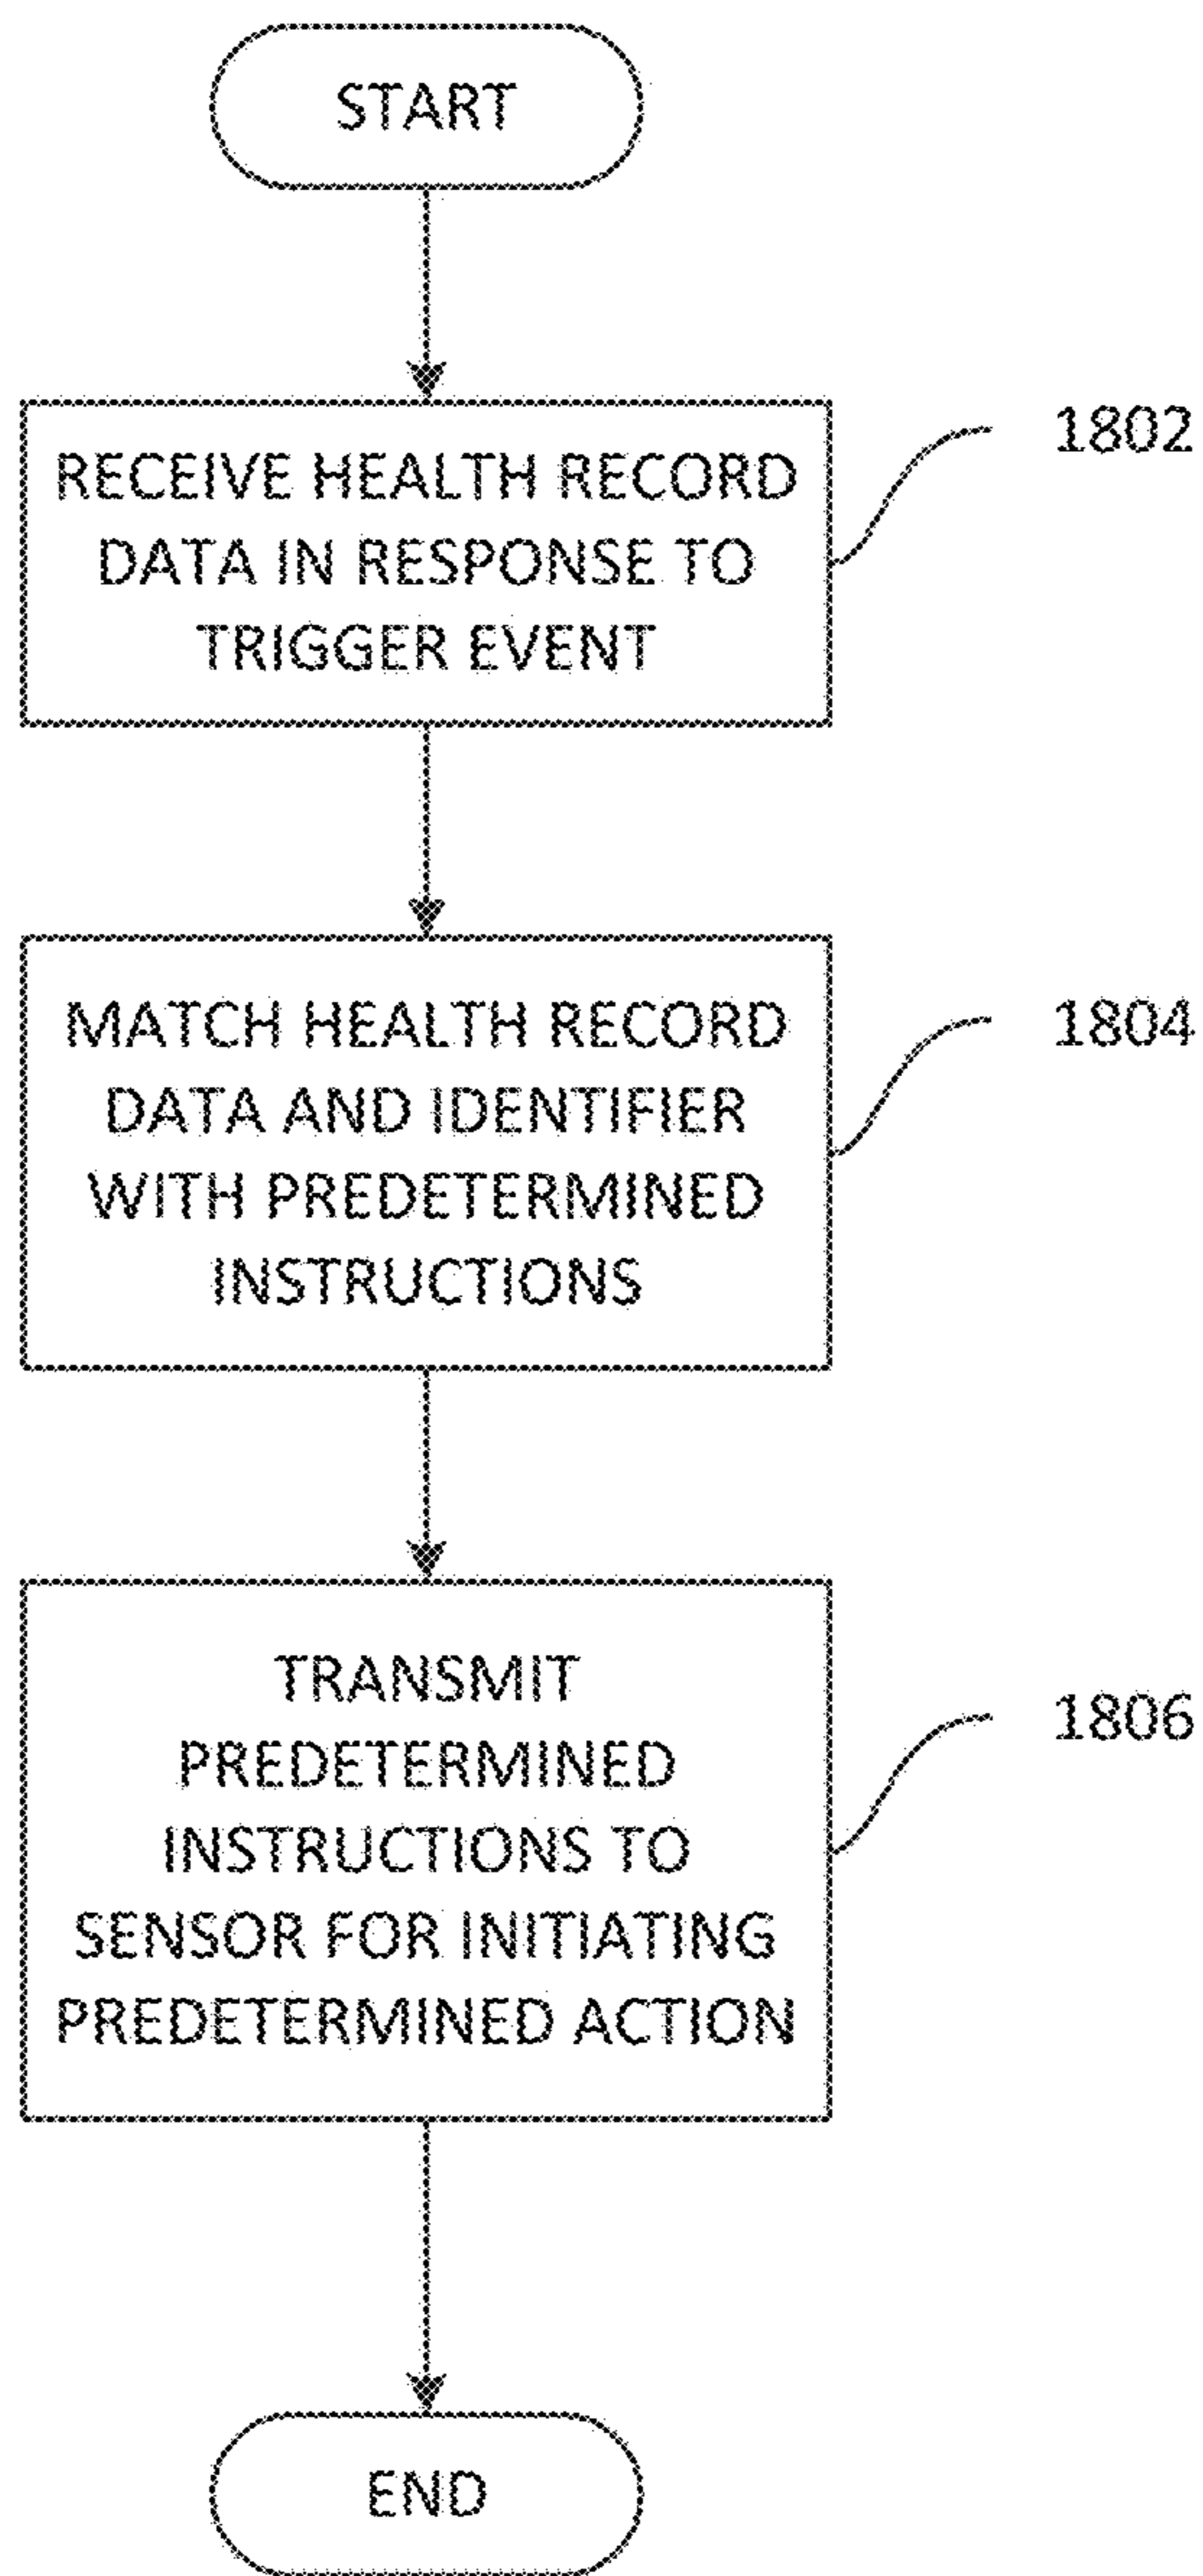 START
RECEIVE HEALTH RECORD
DATA IN RESPONSE TO
TRIGGER EVENT
1802
MATCH HEALTH RECORD
DATA AND IDENTIFIER
WITH PREDETERMINED
INSTRUCTIONS
1804
TRANSMIT
PREDETERMINED
INSTRUCTIONS TO
SENSOR FOR INITIATING
PREDETERMINED ACTION
1806
END